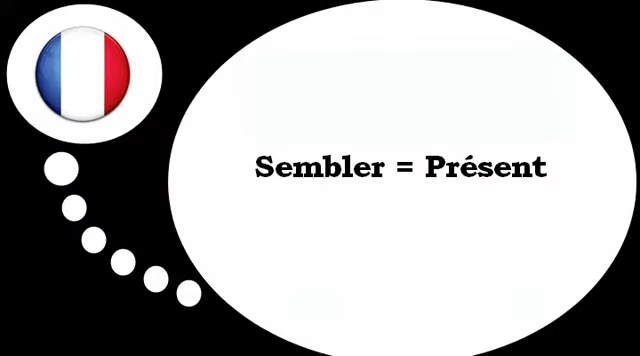 Sembler = Présent